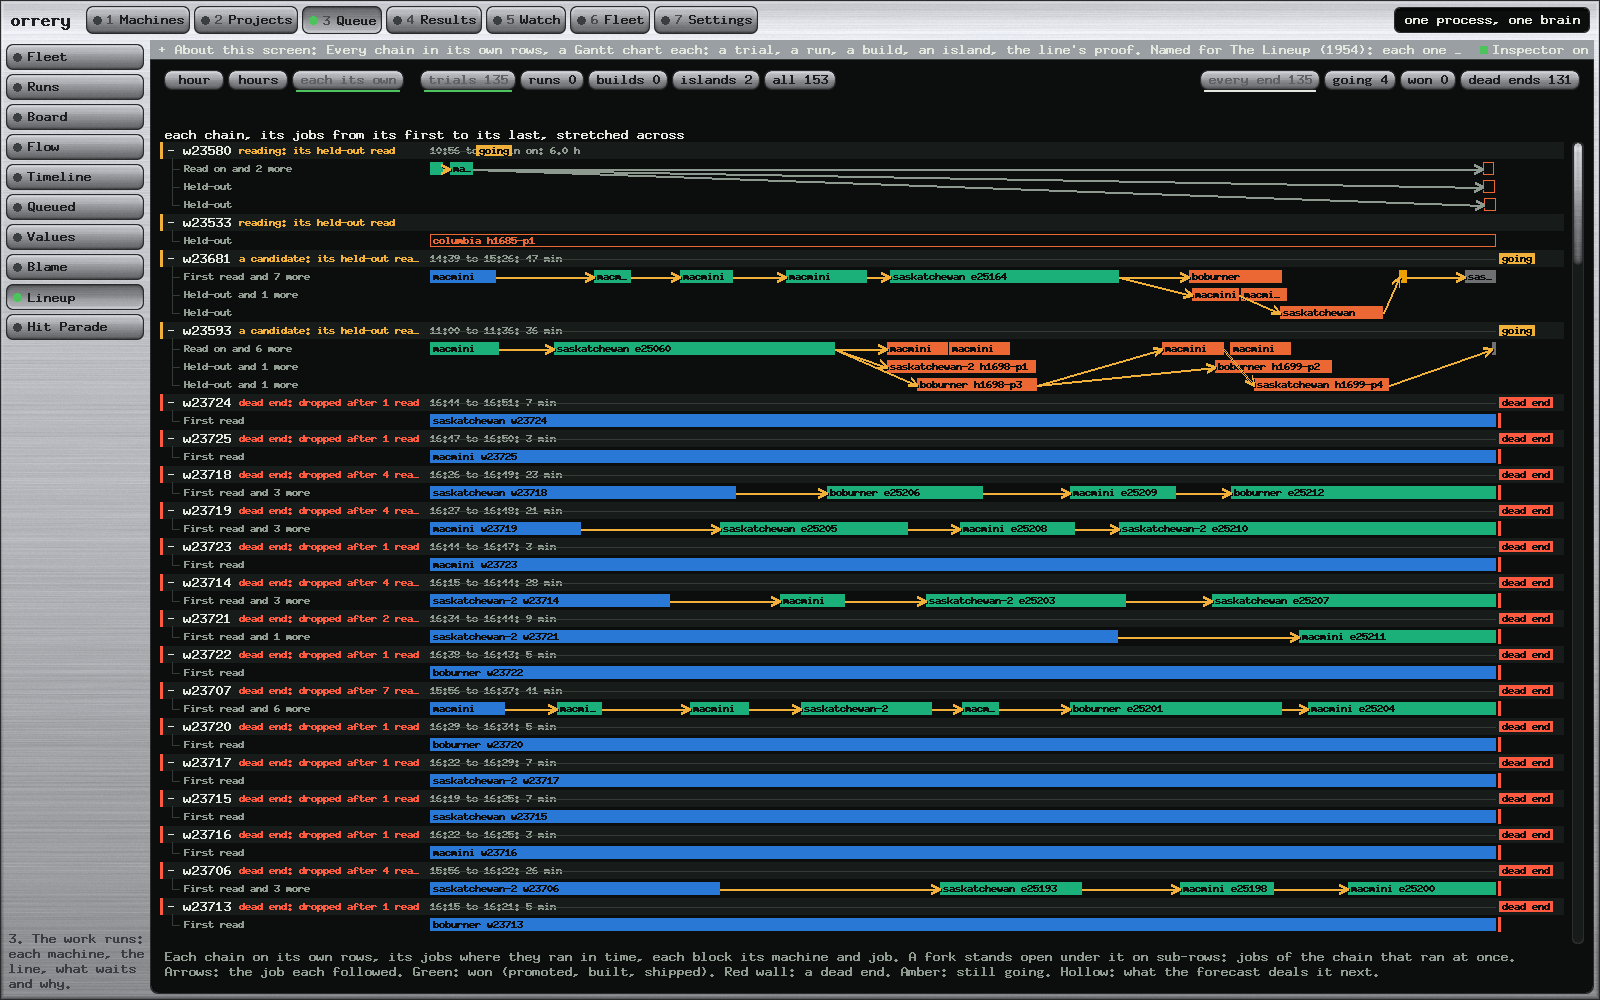 orrery
1 Machines
2 Projects
3 Queue
4 Results
5 Watch
6 Fleet
7 Settings
one process, one brain
Fleet
Runs
Board
Flow
Timeline
Queued
Values
Blame
Lineup
Hit Parade
3. The work runs:
each machine, the
line, what waits
and why.
+ About this screen: Every chain in its own rows, a Gantt chart each: a trial, a run, a build, an island, the line's proof. Named for The Lineup (1954): each one _
Inspector on
hour
hours
each its own
trials 135
runs 0
builds 0
islands 2
all 153
every end 135
going 4
won 0
dead ends 131
each chain, its jobs from its first to its last, stretched across
- w23580 reading: its held-out read 10:56 to going n on: 6.0 h
Read on and 2 more ma…
Held-out
Held-out
- w23533 reading: its held-out read
Held-out columbia h1685-p1
- w23681 a candidate: its held-out rea… 14:39 to 15:26: 47 min going
First read and 7 more macmini macm… macmini macmini saskatchewan e25164 boburner sas…
Held-out and 1 more macmini macmi…
Held-out saskatchewan
- w23593 a candidate: its held-out rea… 11:00 to 11:36: 36 min going
Read on and 6 more macmini saskatchewan e25060 macmini macmini macmini macmini
Held-out and 1 more saskatchewan-2 h1698-p1 boburner h1699-p2
Held-out and 1 more boburner h1698-p3 saskatchewan h1699-p4
- w23724 dead end: dropped after 1 read 16:44 to 16:51: 7 min dead end
First read saskatchewan w23724
- w23725 dead end: dropped after 1 read 16:47 to 16:50: 3 min dead end
First read macmini w23725
- w23718 dead end: dropped after 4 rea… 16:26 to 16:49: 23 min dead end
First read and 3 more saskatchewan w23718 boburner e25206 macmini e25209 boburner e25212
- w23719 dead end: dropped after 4 rea… 16:27 to 16:48: 21 min dead end
First read and 3 more macmini w23719 saskatchewan e25205 macmini e25208 saskatchewan-2 e25210
- w23723 dead end: dropped after 1 read 16:44 to 16:47: 3 min dead end
First read macmini w23723
- w23714 dead end: dropped after 4 rea… 16:15 to 16:44: 28 min dead end
First read and 3 more saskatchewan-2 w23714 macmini saskatchewan-2 e25203 saskatchewan e25207
- w23721 dead end: dropped after 2 rea… 16:34 to 16:44: 9 min dead end
First read and 1 more saskatchewan-2 w23721 macmini e25211
- w23722 dead end: dropped after 1 read 16:38 to 16:43: 5 min dead end
First read boburner w23722
- w23707 dead end: dropped after 7 rea… 15:56 to 16:37: 41 min dead end
First read and 6 more macmini macmi… macmini saskatchewan-2 macm… boburner e25201 macmini e25204
- w23720 dead end: dropped after 1 read 16:29 to 16:34: 5 min dead end
First read boburner w23720
- w23717 dead end: dropped after 1 read 16:22 to 16:29: 7 min dead end
First read saskatchewan-2 w23717
- w23715 dead end: dropped after 1 read 16:19 to 16:25: 7 min dead end
First read saskatchewan w23715
- w23716 dead end: dropped after 1 read 16:22 to 16:25: 3 min dead end
First read macmini w23716
- w23706 dead end: dropped after 4 rea… 15:56 to 16:22: 26 min dead end
First read and 3 more saskatchewan-2 w23706 saskatchewan e25193 macmini e25198 macmini e25200
- w23713 dead end: dropped after 1 read 16:15 to 16:21: 5 min dead end
First read boburner w23713
Each chain on its own rows, its jobs where they ran in time, each block its machine and job. A fork stands open under it on sub-rows: jobs of the chain that ran at once.
Arrows: the job each followed. Green: won (promoted, built, shipped). Red wall: a dead end. Amber: still going. Hollow: what the forecast deals it next.